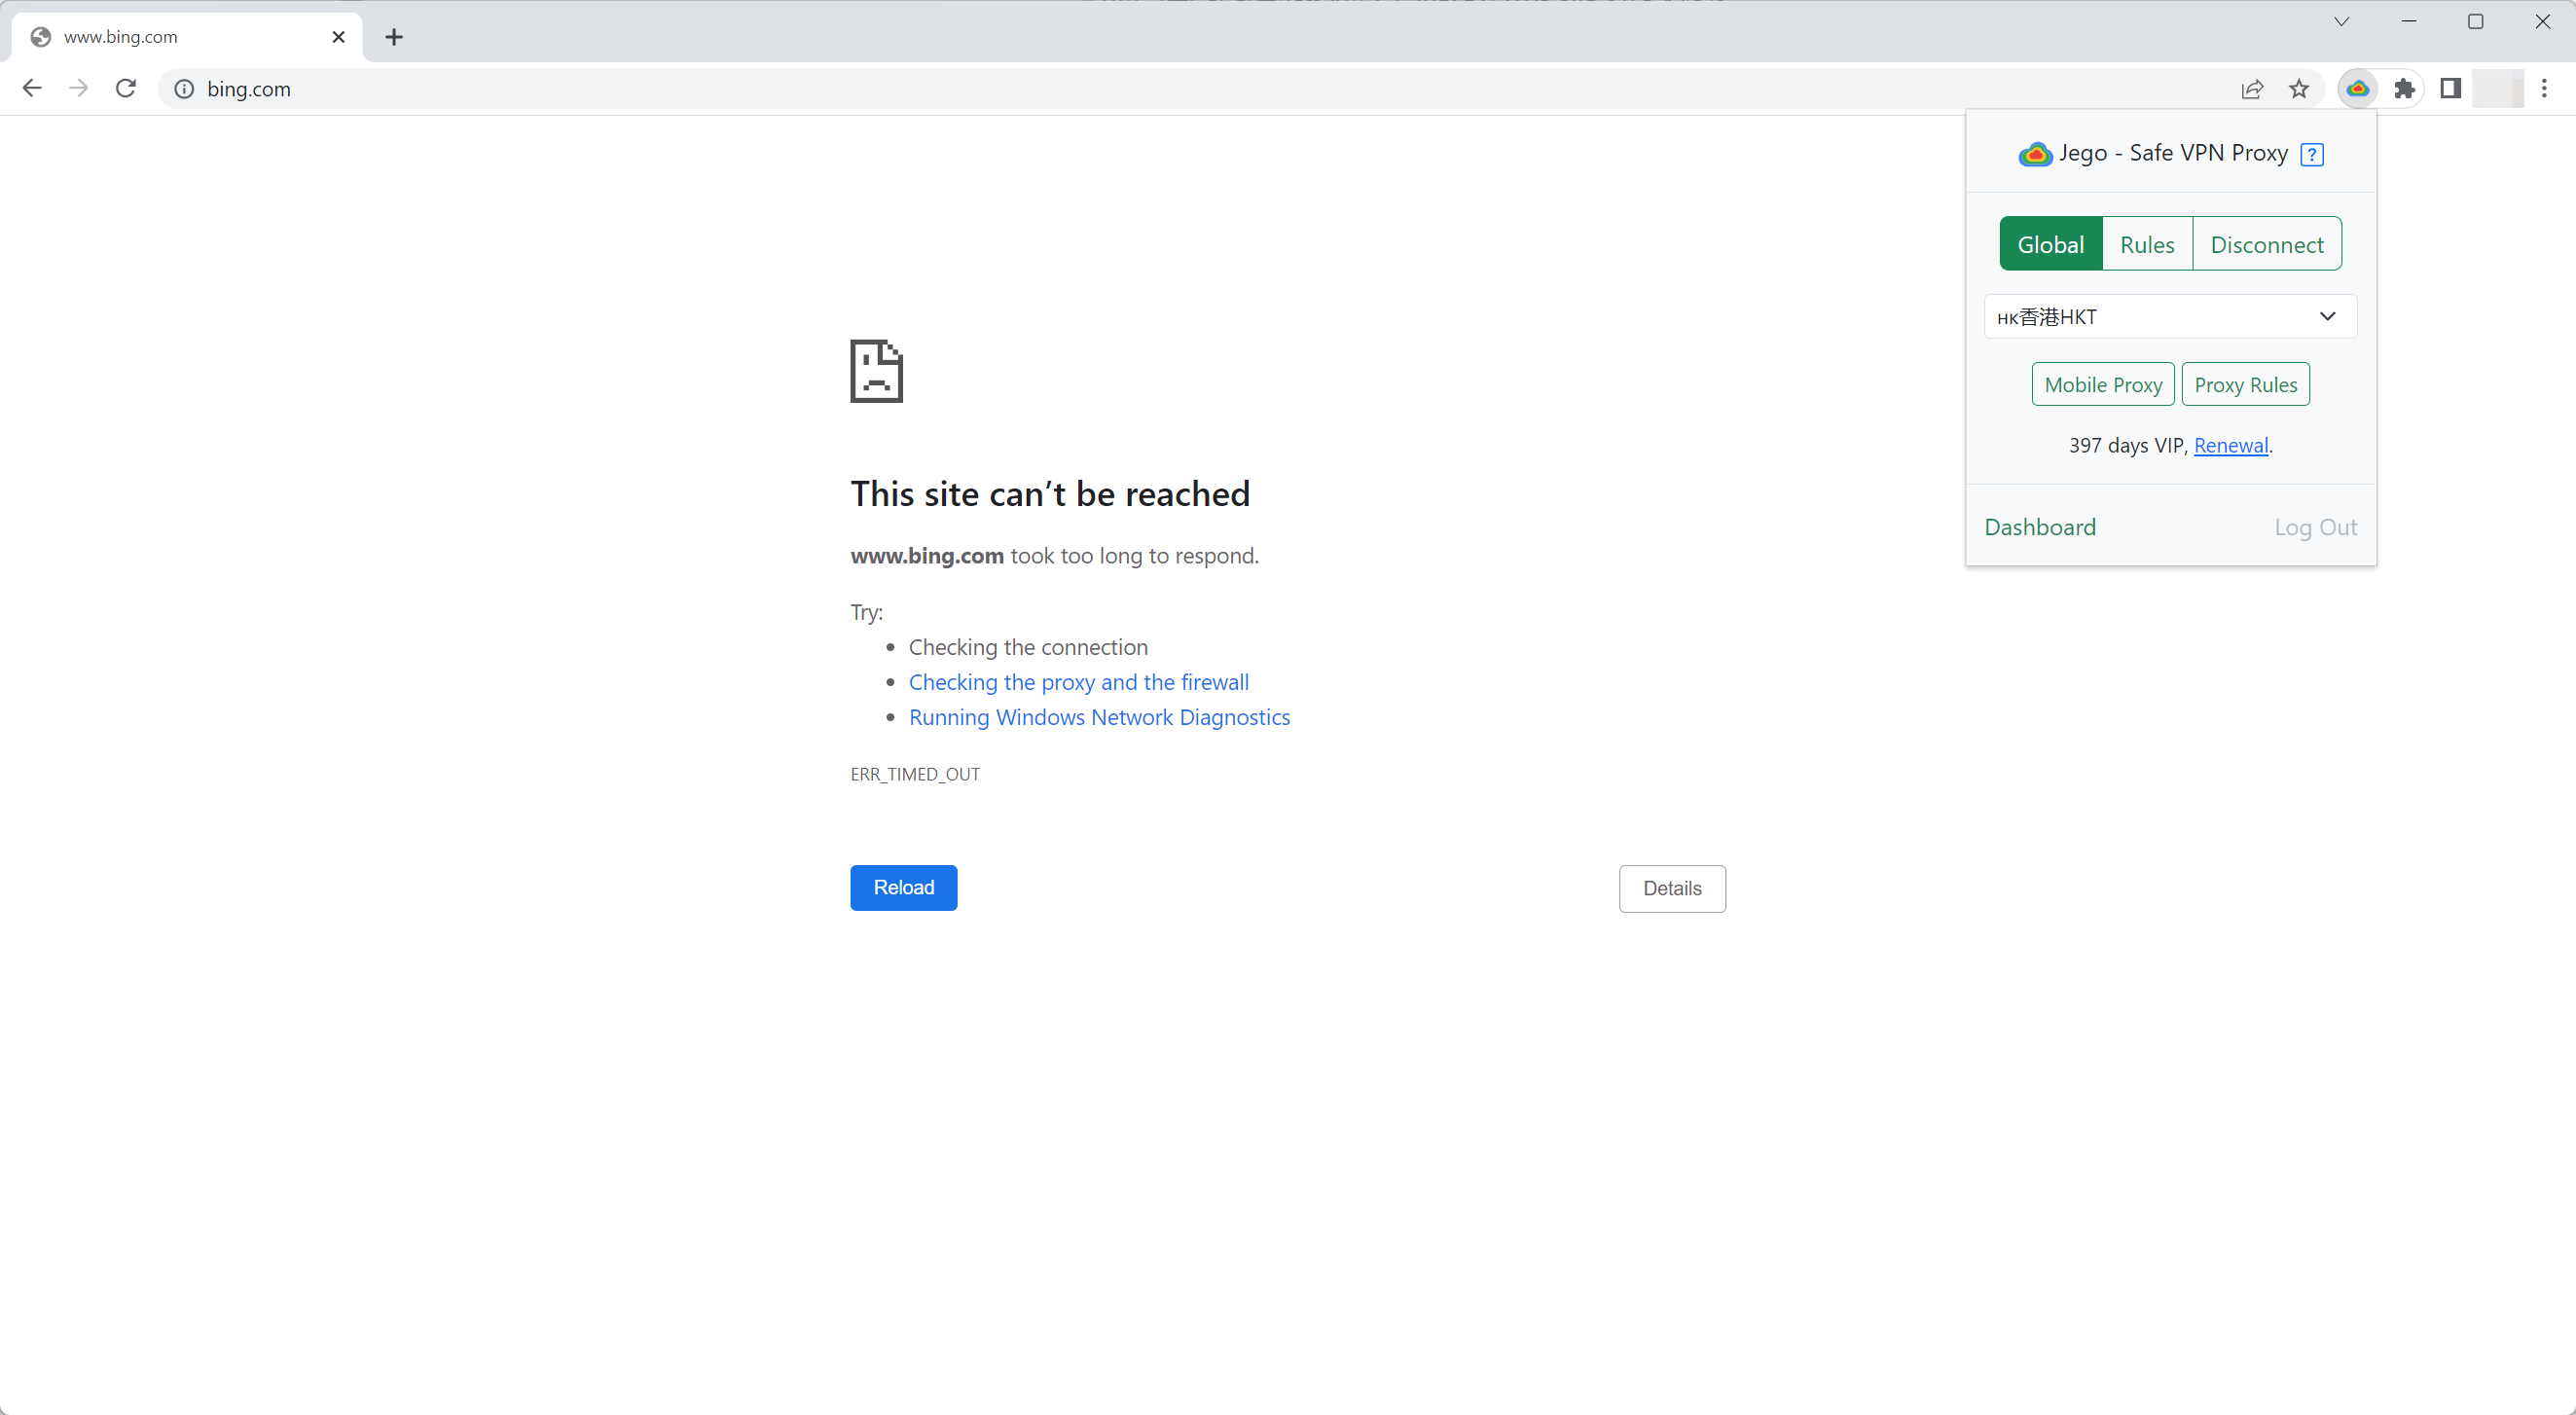 www.bing.com
bing.com
Jego - Safe VPN Proxy ?
Global Rules Disconnect
ʜᴋ香港HKT
Mobile Proxy Proxy Rules
397 days VIP, Renewal.
Dashboard Log Out
This site can’t be reached
www.bing.com took too long to respond.
Try:
• Checking the connection
• Checking the proxy and the firewall
• Running Windows Network Diagnostics
ERR_TIMED_OUT
Reload Details